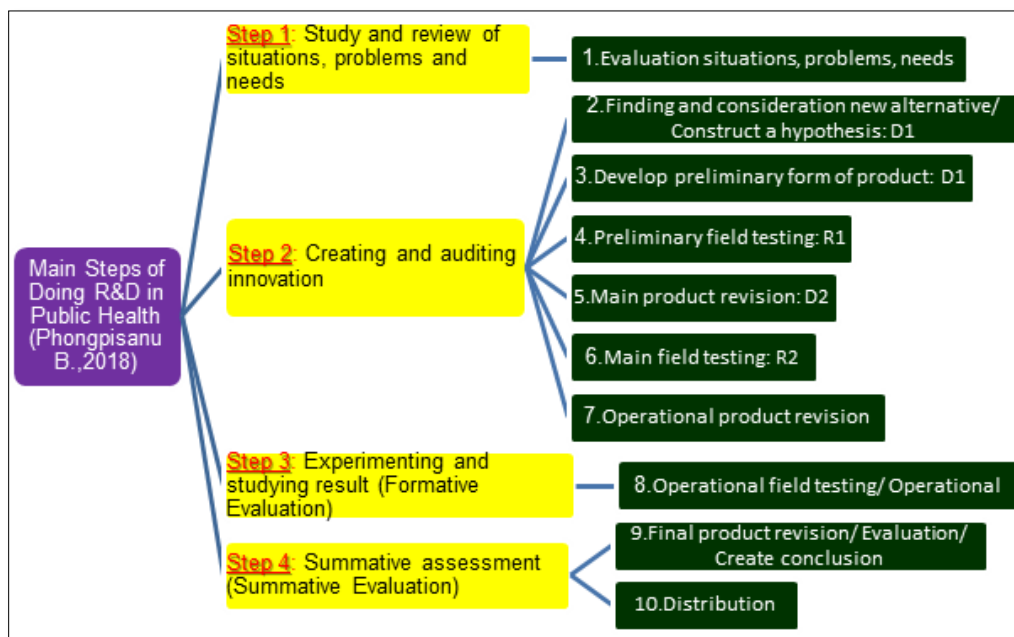 Main Steps of
Doing R&D in
Public Health
(Phongpisanu
B.,2018)
Step 1: Study and review of
situations, problems and
needs
1.Evaluation situations, problems, needs
Step 2: Creating and auditing
innovation
2.Finding and consideration new alternative/
Construct a hypothesis: D1
3.Develop preliminary form of product: D1
4.Preliminary field testing: R1
5.Main product revision: D2
6.Main field testing: R2
7.Operational product revision
Step 3: Experimenting and
studying result (Formative
Evaluation)
8.Operational field testing/ Operational
Step 4: Summative assessment
(Summative Evaluation)
9.Final product revision/ Evaluation/
Create conclusion
10.Distribution